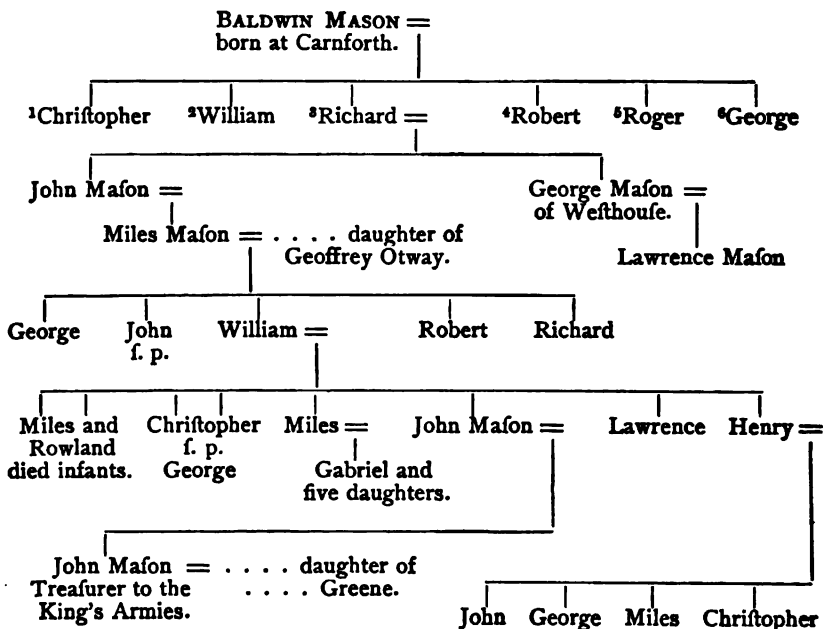 BALDWIN MASON =
born at Carnforth.
¹Chriſtopher ²William ³Richard = ⁴Robert ⁵Roger ⁶George
John Maſon = George Maſon =
of Weſthouſe.
Miles Maſon = . . . . daughter of
Geoffrey Otway. Lawrence Maſon
George John William = Robert Richard
ſ. p.
Miles and Chriſtopher Miles = John Maſon = Lawrence Henry =
Rowland ſ. p. Gabriel and
died infants. George five daughters.
John Maſon = . . . . daughter of
Treaſurer to the . . . . Greene.
King's Armies. John George Miles Chriſtopher